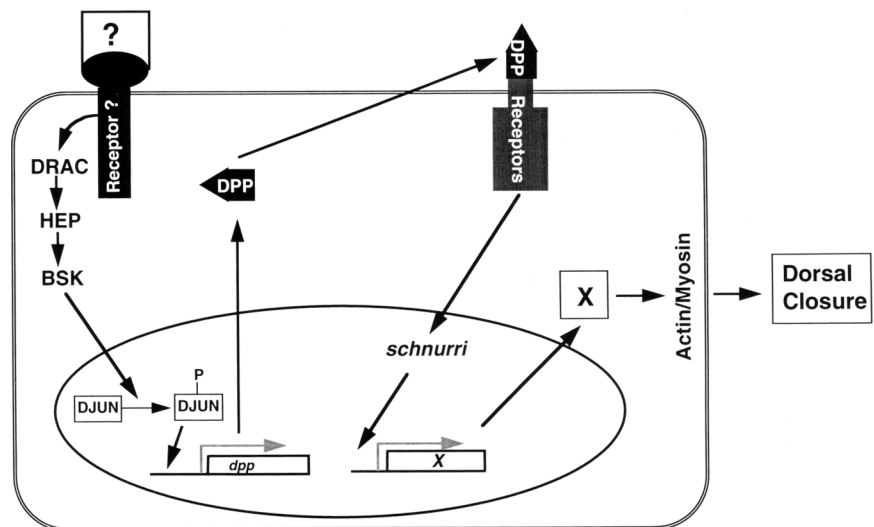 ?
Receptor ?
DRAC
HEP
BSK
DPP
DPP
Receptors
schnurri
X
Actin/Myosin
Dorsal
Closure
P
DJUN
DJUN
dpp
X